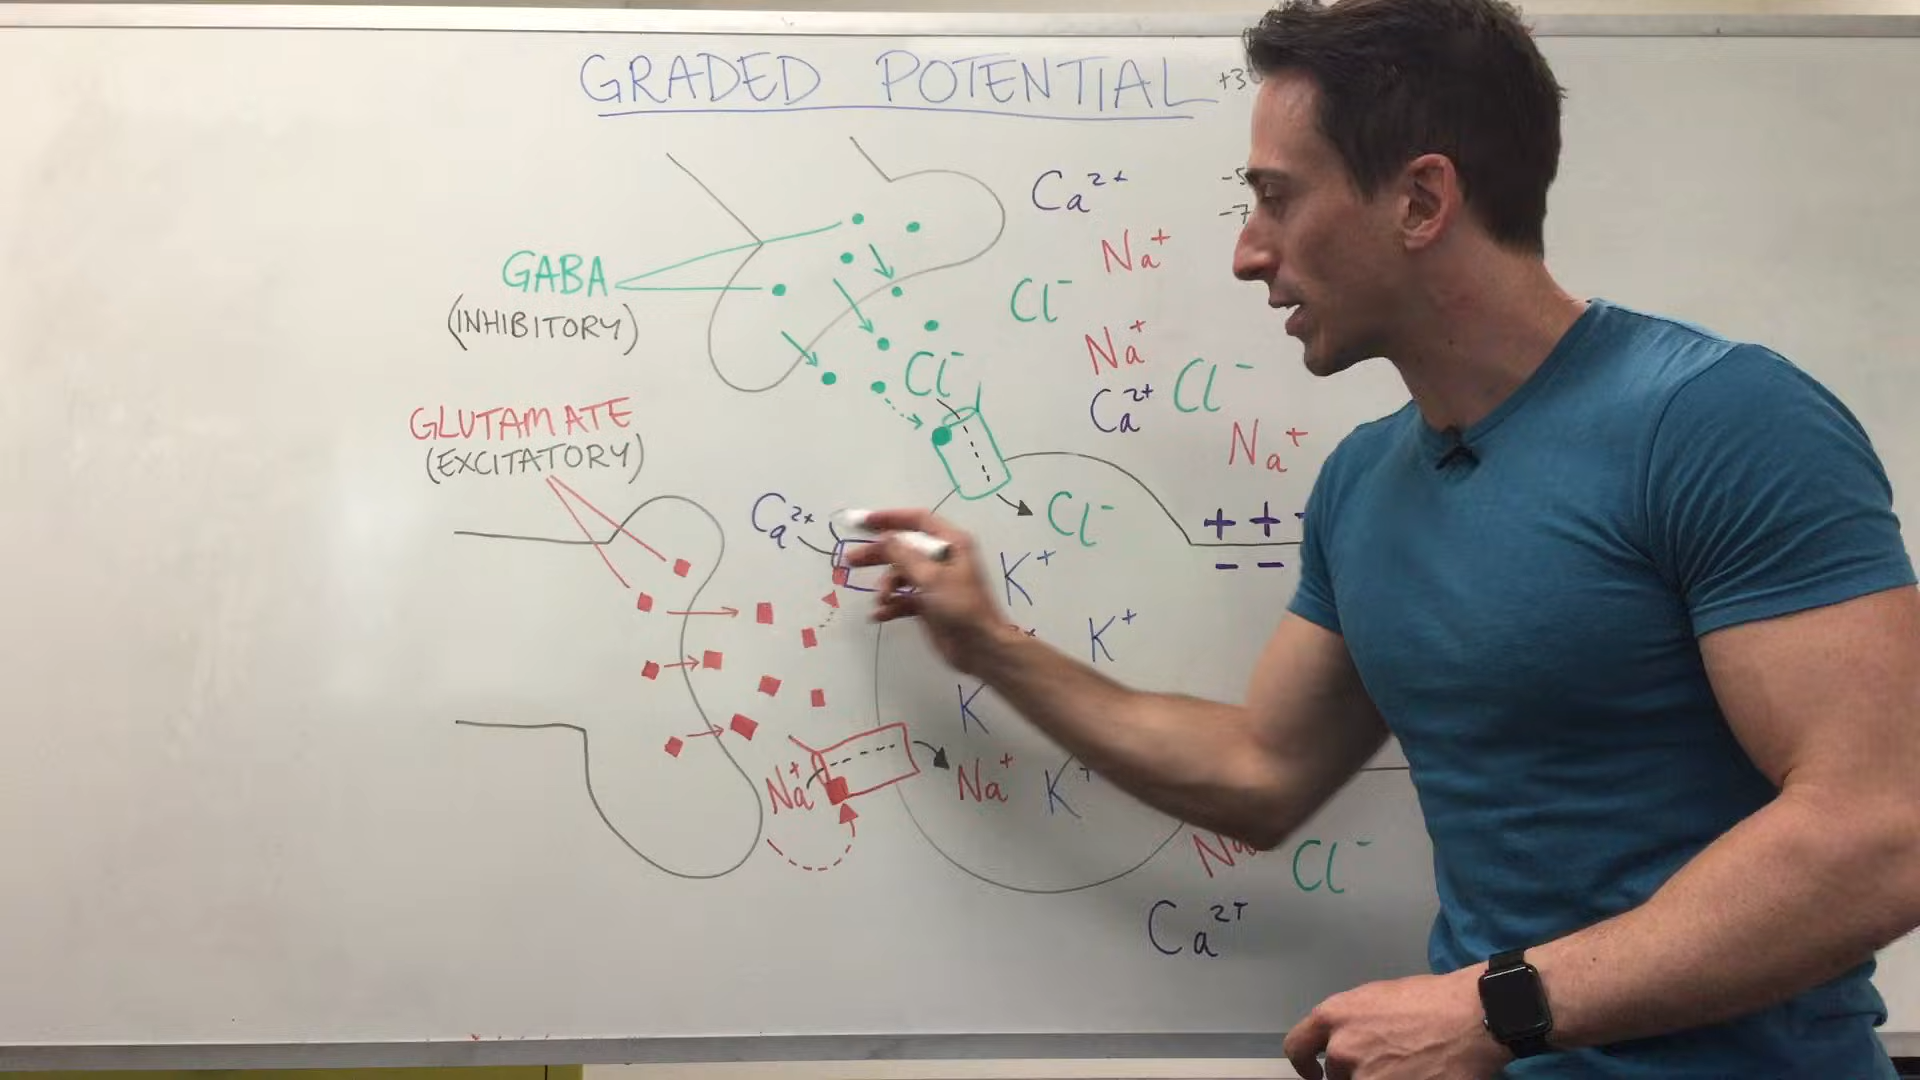 GRADED POTENTIAL
Ca2+
Na+
GABA
Cl-
(INHIBITORY)
Na+
Cl-
Cl-
Ca2+
GLUTAMATE
Na+
(EXCITATORY)
Ca2+
Cl-
+ +
- -
K+
K+
K
Na+
Na+
K+
Cl-
Ca2+